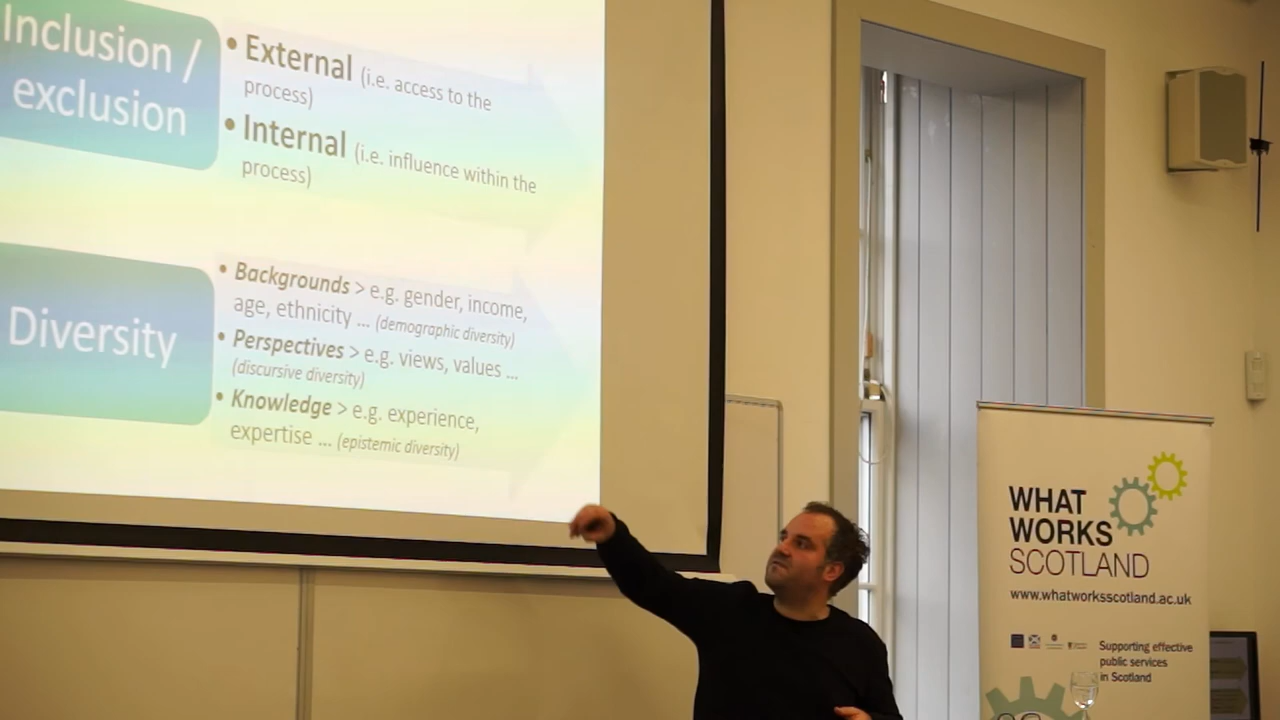 Inclusion /
exclusion
• External (i.e. access to the
process)
• Internal (i.e. influence within the
process)
Diversity
• Backgrounds > e.g. gender, income,
age, ethnicity ... (demographic diversity)
• Perspectives > e.g. views, values ...
(discursive diversity)
• Knowledge > e.g. experience,
expertise ... (epistemic diversity)
WHAT
WORKS
SCOTLAND
www.whatworksscotland.ac.uk
Supporting effective
public services
in Scotland